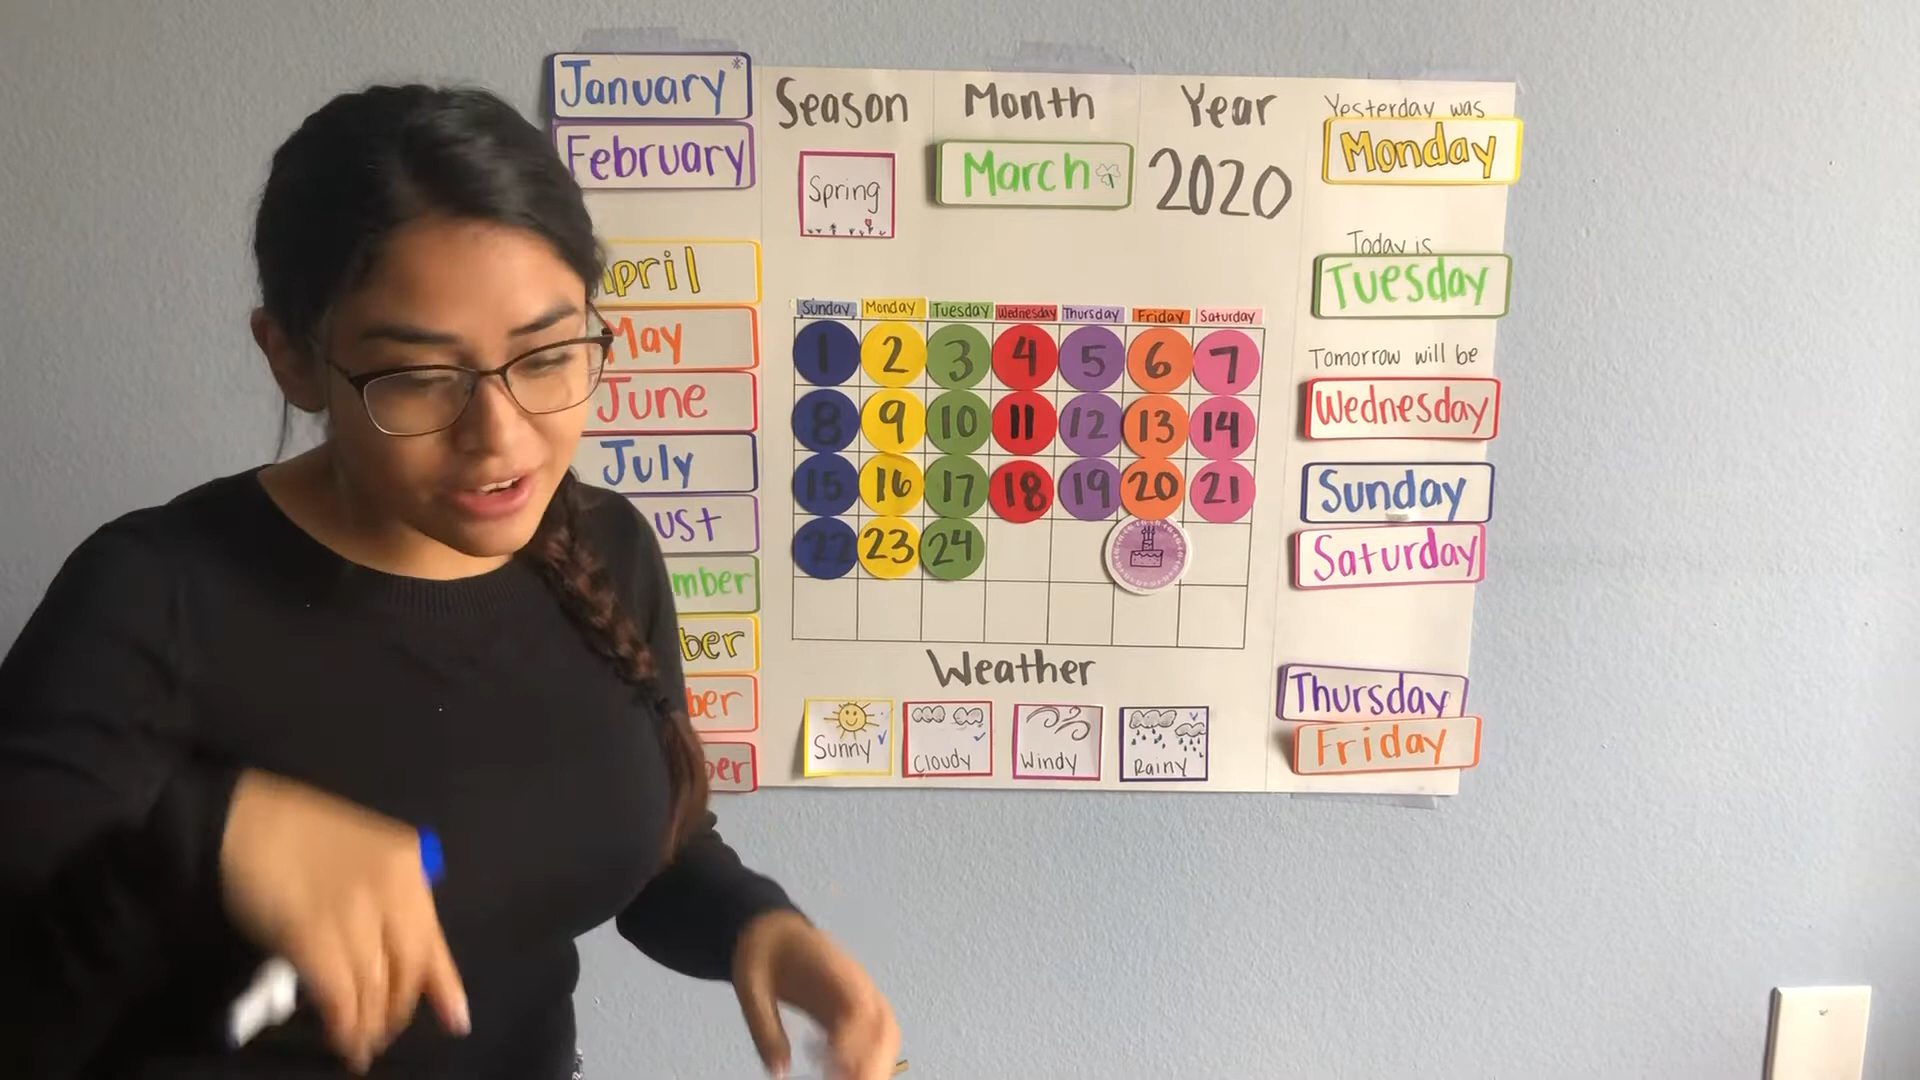 January
February
April
May
June
July
ust
mber
ber
ber
ber
Season
Month
Year
Spring
March
2020
Sunday Monday Tuesday Wednesday Thursday Friday Saturday
1 2 3 4 5 6 7
8 9 10 11 12 13 14
15 16 17 18 19 20 21
22 23 24
Weather
Sunny
Cloudy
Windy
Rainy
Yesterday was
Monday
Today is
Tuesday
Tomorrow will be
Wednesday
Sunday
Saturday
Thursday
Friday